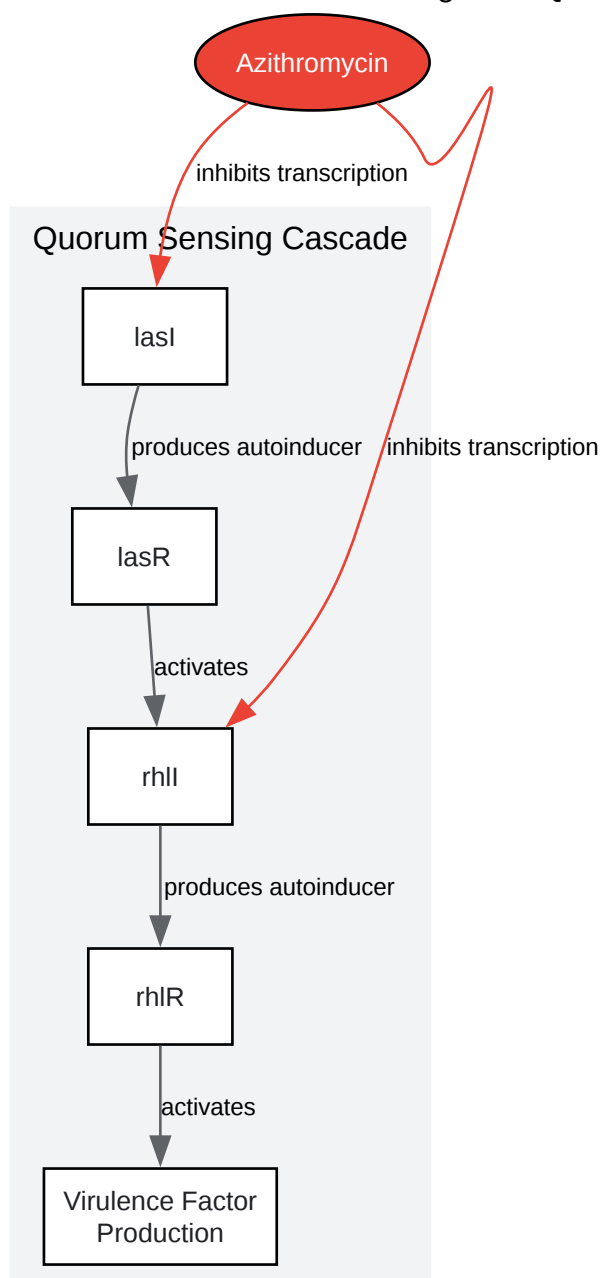 Azithromycin
inhibits transcription
Quorum Sensing Cascade
lasI
produces autoinducer
inhibits transcription
lasR
activates
rhlI
produces autoinducer
rhlR
activates
Virulence Factor
Production